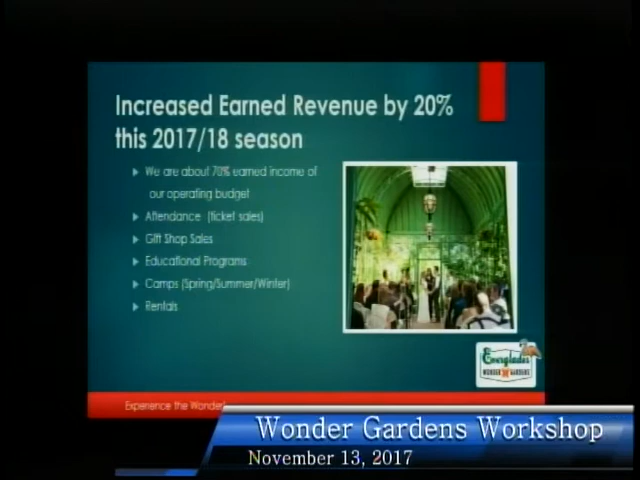 Increased Earned Revenue by 20%
this 2017/18 season
We are about 70% earned income of
our operating budget
Attendance (ticket sales)
Gift Shop Sales
Educational Programs
Camps (Spring/Summer/Winter)
Rentals
Everglades
WONDER GARDENS
Experience the Wonder!
Wonder Gardens Workshop
November 13, 2017